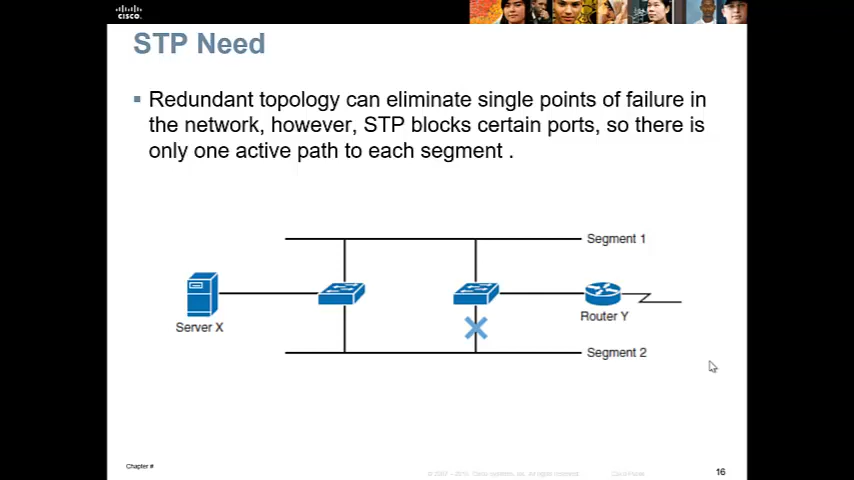 CISCO
STP Need
Redundant topology can eliminate single points of failure in
the network, however, STP blocks certain ports, so there is
only one active path to each segment .
Segment 1
Server X
Router Y
Segment 2
Chapter #
16